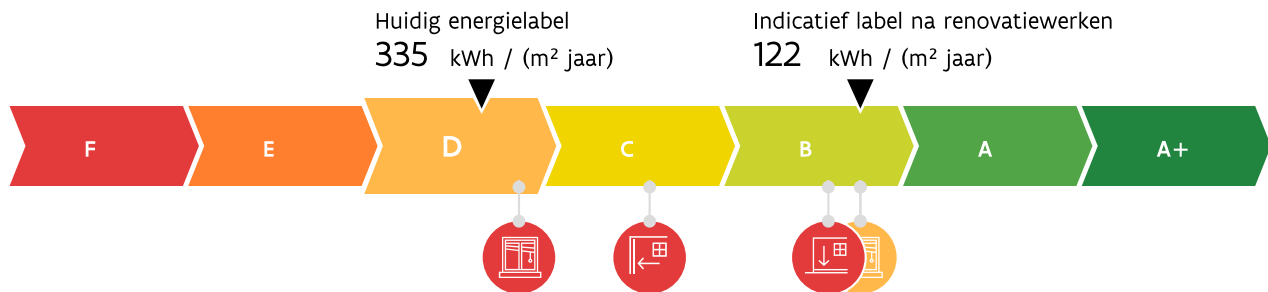 Huidig energielabel
335 kWh / (m² jaar)
Indicatief label na renovatiewerken
122 kWh / (m² jaar)
F E D C B A A+